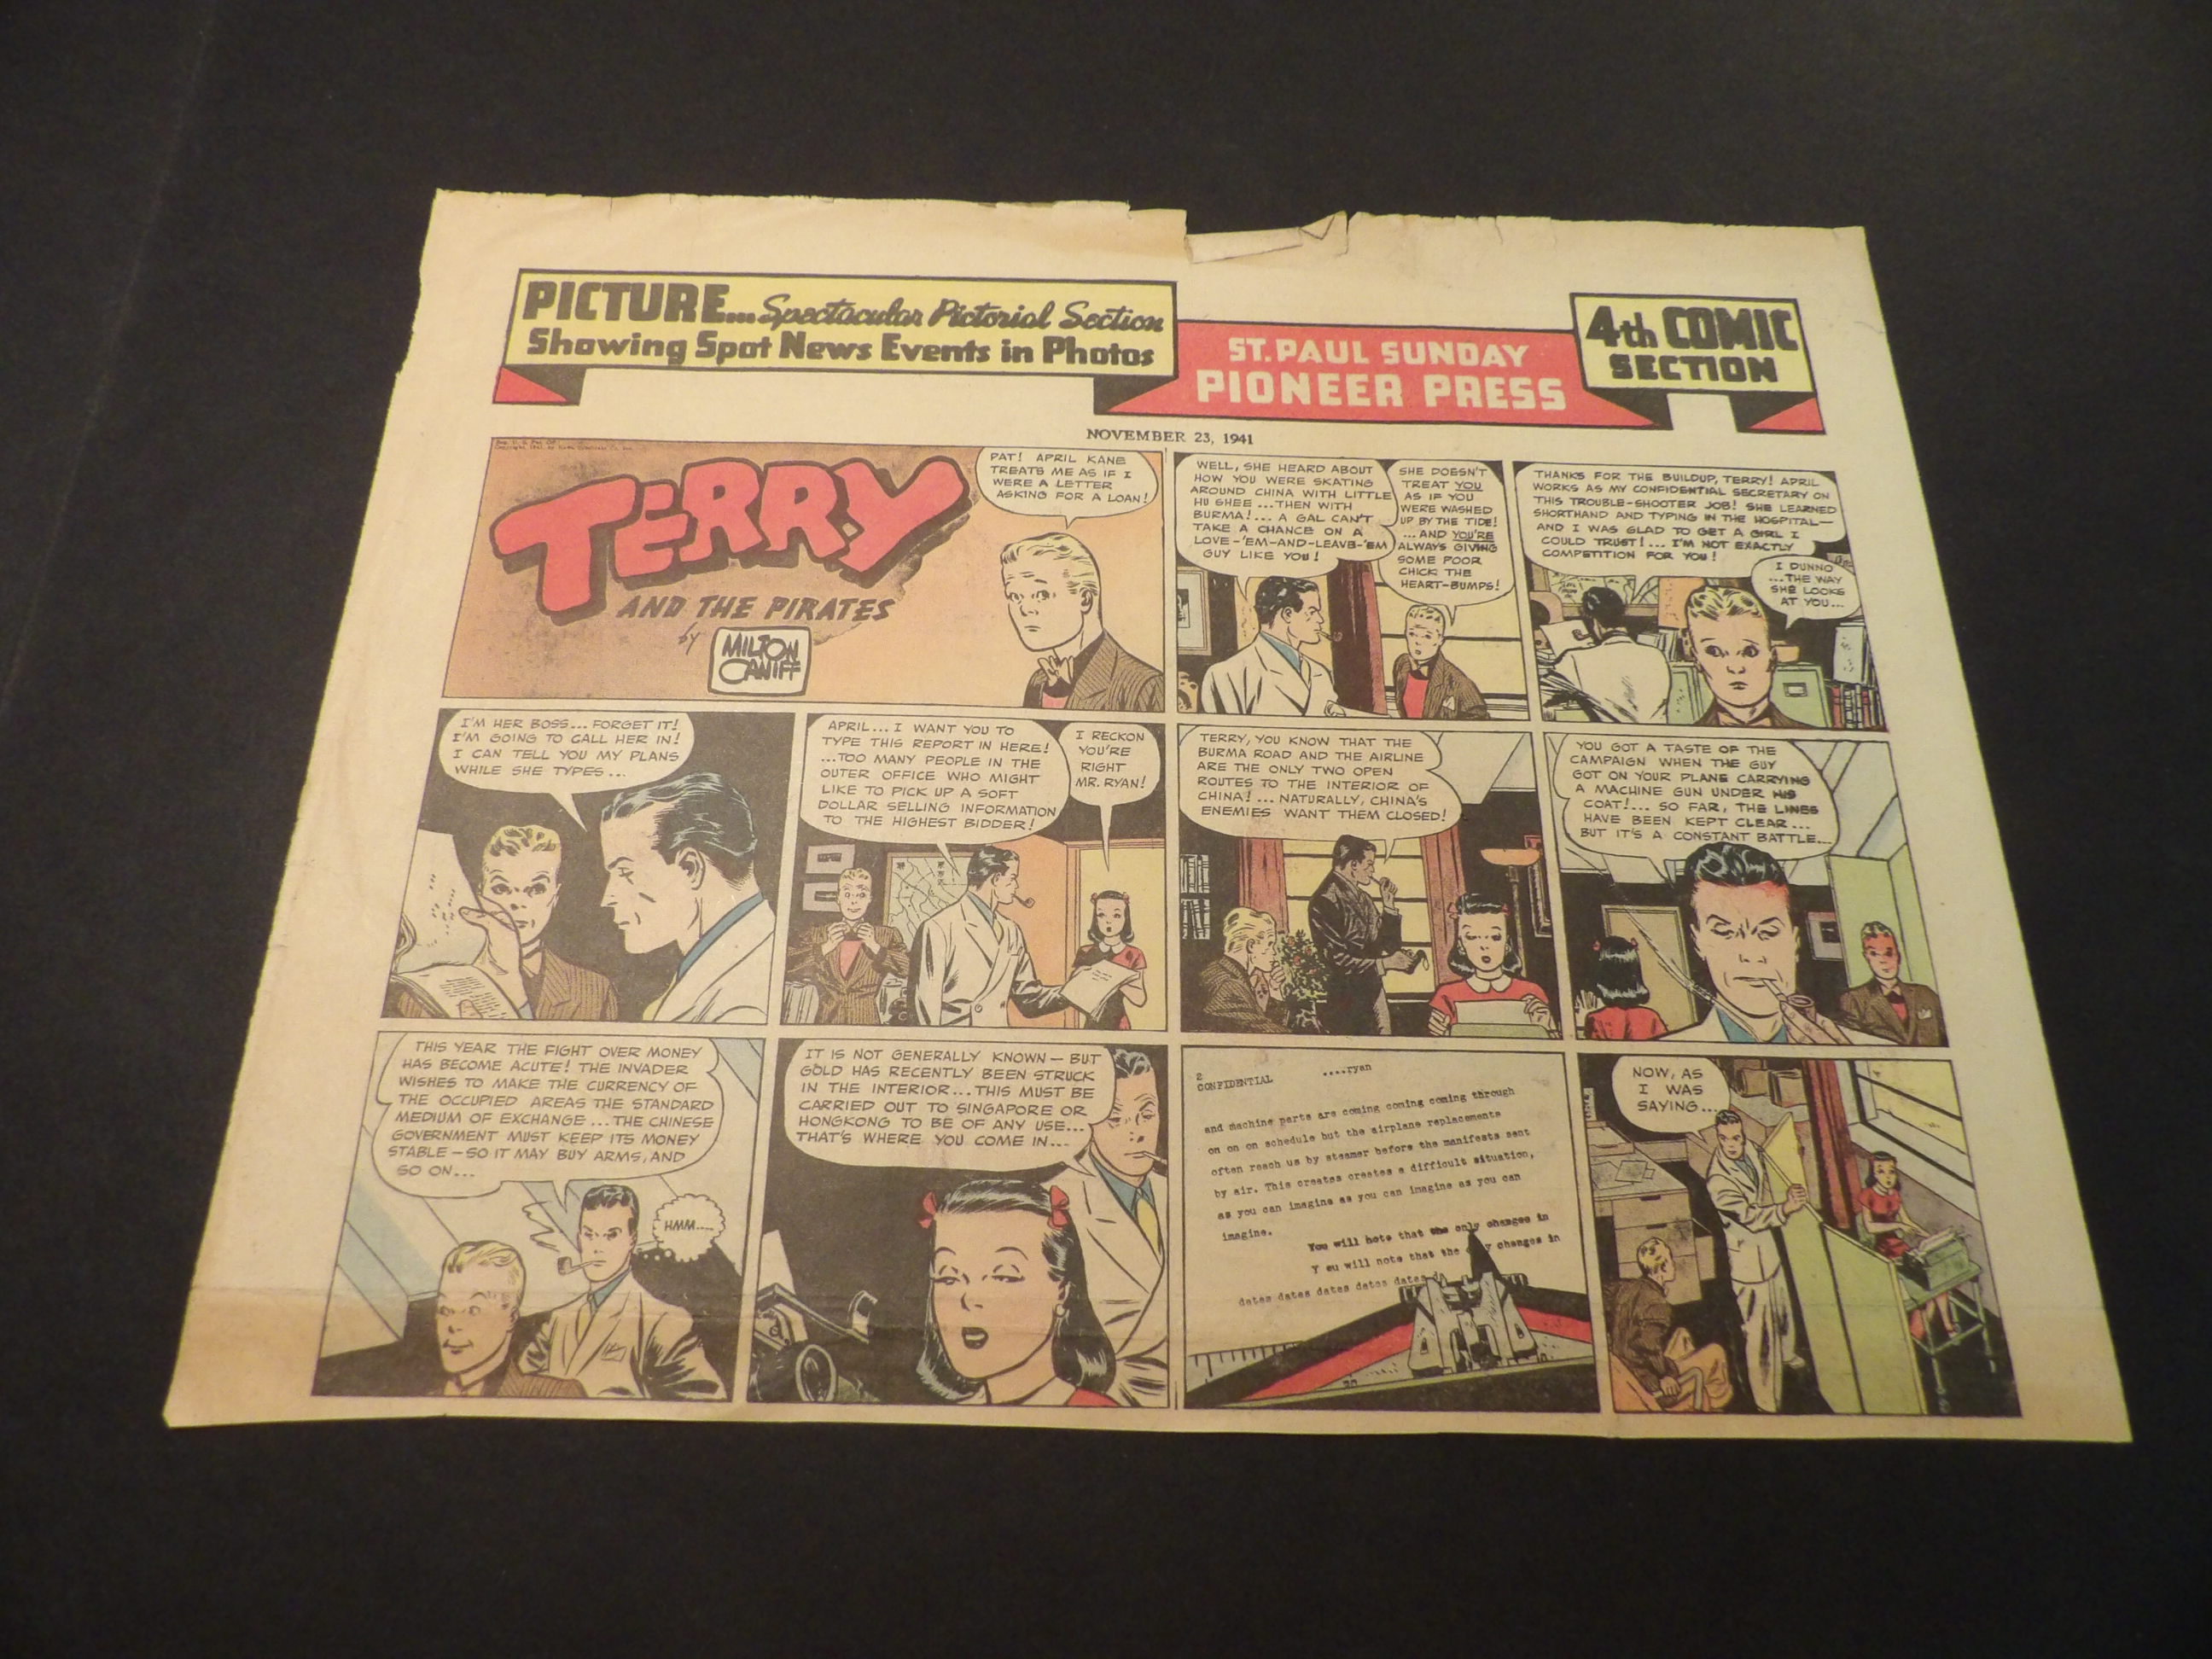 PICTURE... Spectacular Pictorial Section
Showing Spot News Events in Photos
ST. PAUL SUNDAY
PIONEER PRESS
4th COMIC
SECTION
NOVEMBER 23, 1941
TERRY
AND THE PIRATES
by
MILTON
CANIFF
PAT! APRIL KANE
TREATS ME AS IF I
WERE A LETTER
ASKING FOR A LOAN!
WELL, SHE HEARD ABOUT
HOW YOU WERE SKATING
AROUND CHINA WITH LITTLE
HU SHEE ... THEN WITH
BURMA! ... A GAL CAN'T
TAKE A CHANCE ON A
LOVE-'EM-AND-LEAVE-'EM
GUY LIKE YOU!
SHE DOESN'T
TREAT YOU
AS IF YOU
WERE WASHED
UP BY THE TIDE!
... AND YOU'RE
ALWAYS GIVING
SOME POOR
CHICK THE
HEART-BUMPS!
THANKS FOR THE BUILDUP, TERRY! APRIL
WORKS AS MY CONFIDENTIAL SECRETARY ON
THIS TROUBLE-SHOOTER JOB! SHE LEARNED
SHORTHAND AND TYPING IN THE HOSPITAL—
AND I WAS GLAD TO GET A GIRL I
COULD TRUST! ... I'M NOT EXACTLY
COMPETITION FOR YOU!
I DUNNO
...THE WAY
SHE LOOKS
AT YOU...
I'M HER BOSS... FORGET IT!
I'M GOING TO CALL HER IN!
I CAN TELL YOU MY PLANS
WHILE SHE TYPES ...
APRIL... I WANT YOU TO
TYPE THIS REPORT IN HERE!
...TOO MANY PEOPLE IN THE
OUTER OFFICE WHO MIGHT
LIKE TO PICK UP A SOFT
DOLLAR SELLING INFORMATION
TO THE HIGHEST BIDDER!
I RECKON
YOU'RE
RIGHT
MR. RYAN!
TERRY, YOU KNOW THAT THE
BURMA ROAD AND THE AIRLINE
ARE THE ONLY TWO OPEN
ROUTES TO THE INTERIOR OF
CHINA! ... NATURALLY, CHINA'S
ENEMIES WANT THEM CLOSED!
YOU GOT A TASTE OF THE
CAMPAIGN WHEN THE GUY
GOT ON YOUR PLANE CARRYING
A MACHINE GUN UNDER HIS
COAT!... SO FAR, THE LINES
HAVE BEEN KEPT CLEAR...
BUT IT'S A CONSTANT BATTLE...
THIS YEAR THE FIGHT OVER MONEY
HAS BECOME ACUTE! THE INVADER
WISHES TO MAKE THE CURRENCY OF
THE OCCUPIED AREAS THE STANDARD
MEDIUM OF EXCHANGE ... THE CHINESE
GOVERNMENT MUST KEEP ITS MONEY
STABLE — SO IT MAY BUY ARMS, AND
SO ON...
HMM....
IT IS NOT GENERALLY KNOWN — BUT
GOLD HAS RECENTLY BEEN STRUCK
IN THE INTERIOR... THIS MUST BE
CARRIED OUT TO SINGAPORE OR
HONGKONG TO BE OF ANY USE...
THAT'S WHERE YOU COME IN...
2
CONFIDENTIAL ....ryan
and machine parts are coming coming coming through
on on on schedule but the airplane replacements
often reach us by steamer before the manifests sent
by air. This creates creates a difficult situation,
as you can imagine as you can imagine as you can
imagine.
You will note that the only changes in
Y ou will note that the y changes in
dates dates dates dates dates d
NOW, AS
I WAS
SAYING...